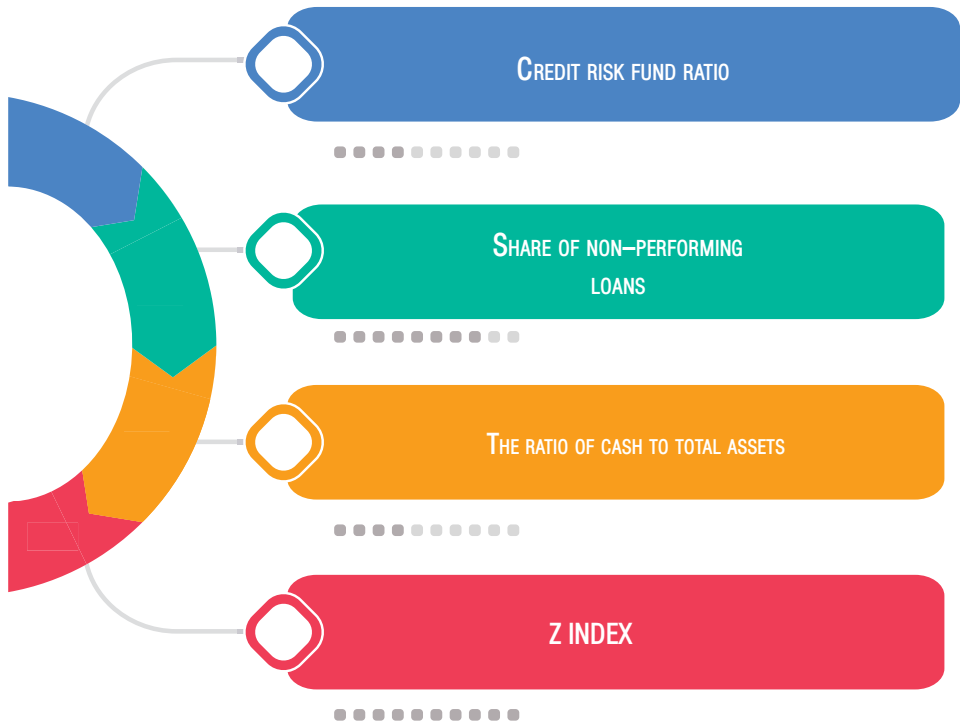 Credit risk fund ratio
Share of non–performing
loans
The ratio of cash to total assets
Z INDEX